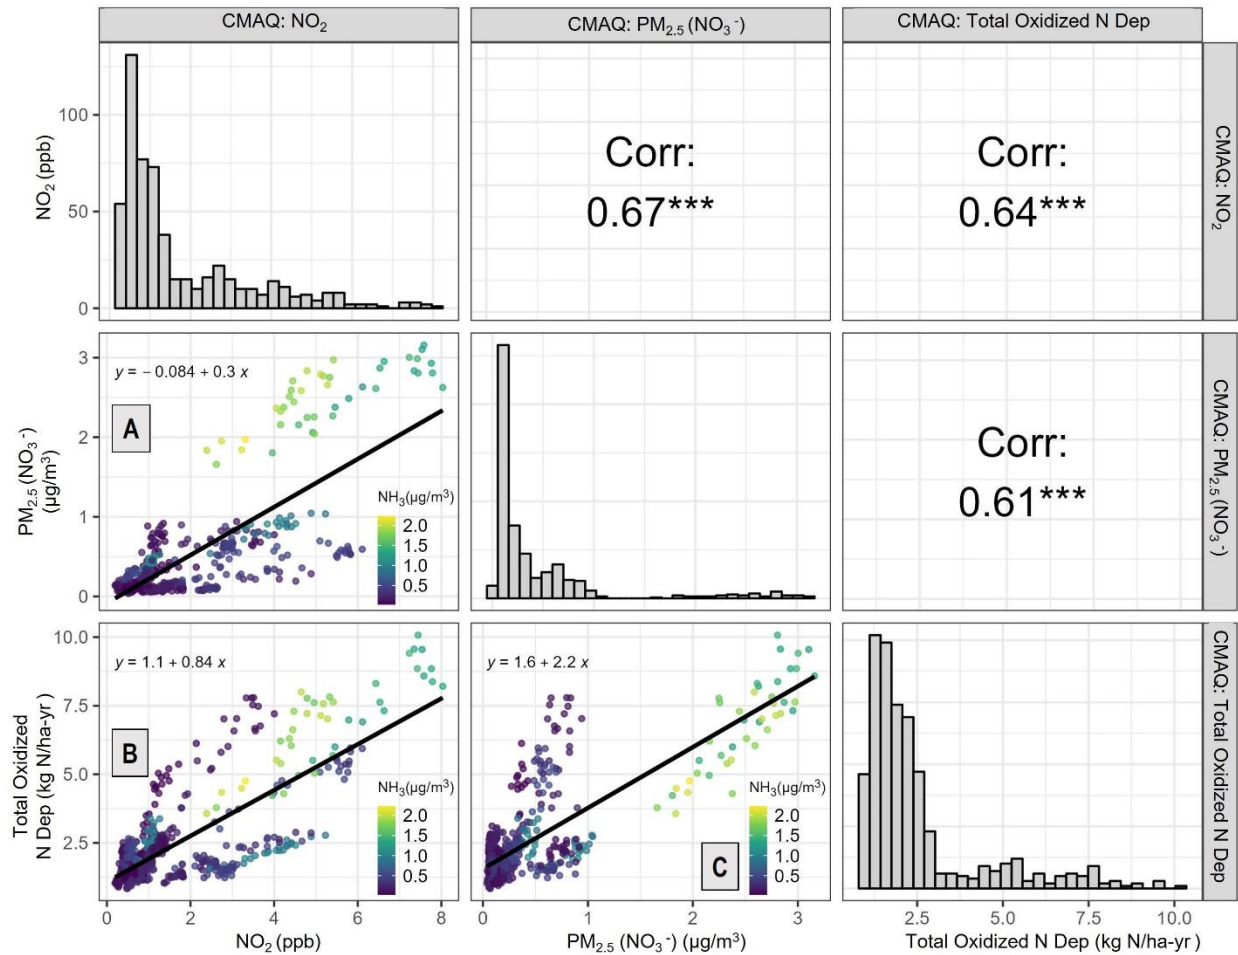 CMAQ: NO₂
CMAQ: PM₂.₅ (NO₃⁻)
CMAQ: Total Oxidized N Dep
NO₂ (ppb)
100
50
0
Corr:
0.67***
Corr:
0.64***
CMAQ: NO₂
PM₂.₅ (NO₃⁻)
(µg/m³)
3
2
1
0
y = − 0.084 + 0.3 x
A
NH₃(µg/m³)
2.0
1.5
1.0
0.5
Corr:
0.61***
CMAQ: PM₂.₅ (NO₃⁻)
Total Oxidized
N Dep (kg N/ha-yr )
10.0
7.5
5.0
2.5
y = 1.1 + 0.84 x
B
NH₃(µg/m³)
2.0
1.5
1.0
0.5
0 2 4 6 8
NO₂ (ppb)
y = 1.6 + 2.2 x
C
NH₃(µg/m³)
2.0
1.5
1.0
0.5
0 1 2 3
PM₂.₅ (NO₃⁻) (µg/m³)
2.5 5.0 7.5 10.0
Total Oxidized N Dep (kg N/ha-yr )
CMAQ: Total Oxidized N Dep